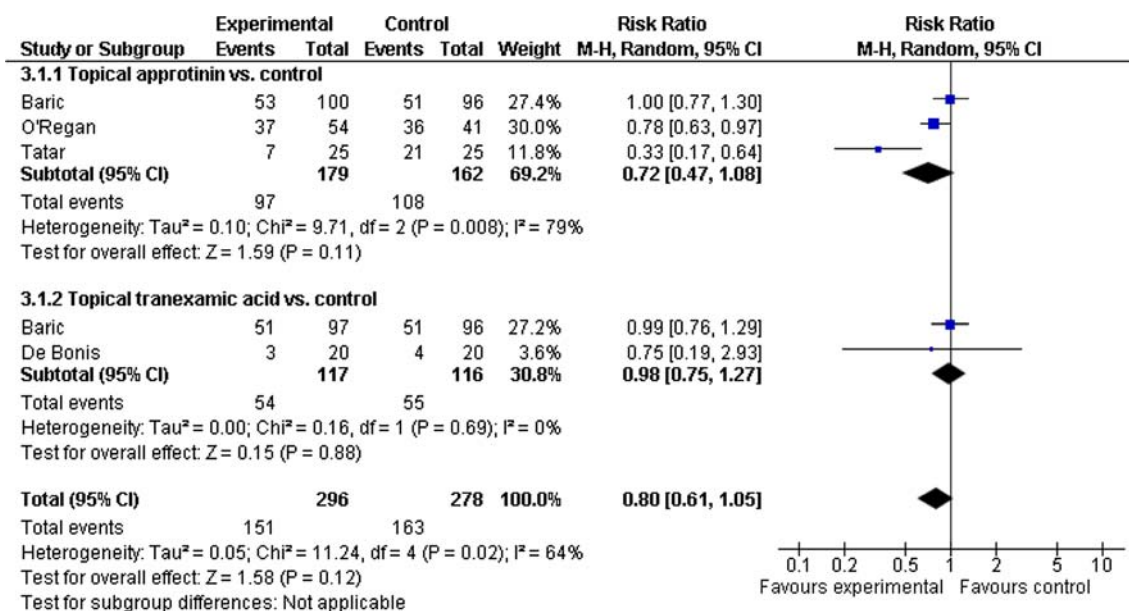 Experimental Control Risk Ratio Risk Ratio
Study or Subgroup Events Total Events Total Weight M-H, Random, 95% CI M-H, Random, 95% CI
3.1.1 Topical approtinin vs. control
Baric 53 100 51 96 27.4% 1.00 [0.77, 1.30]
O'Regan 37 54 36 41 30.0% 0.78 [0.63, 0.97]
Tatar 7 25 21 25 11.8% 0.33 [0.17, 0.64]
Subtotal (95% CI) 179 162 69.2% 0.72 [0.47, 1.08]
Total events 97 108
Heterogeneity: Tau² = 0.10; Chi² = 9.71, df = 2 (P = 0.008); I² = 79%
Test for overall effect: Z = 1.59 (P = 0.11)
3.1.2 Topical tranexamic acid vs. control
Baric 51 97 51 96 27.2% 0.99 [0.76, 1.29]
De Bonis 3 20 4 20 3.6% 0.75 [0.19, 2.93]
Subtotal (95% CI) 117 116 30.8% 0.98 [0.75, 1.27]
Total events 54 55
Heterogeneity: Tau² = 0.00; Chi² = 0.16, df = 1 (P = 0.69); I² = 0%
Test for overall effect: Z = 0.15 (P = 0.88)
Total (95% CI) 296 278 100.0% 0.80 [0.61, 1.05]
Total events 151 163
Heterogeneity: Tau² = 0.05; Chi² = 11.24, df = 4 (P = 0.02); I² = 64%
Test for overall effect: Z = 1.58 (P = 0.12)
Test for subgroup differences: Not applicable
0.1 0.2 0.5 1 2 5 10
Favours experimental Favours control